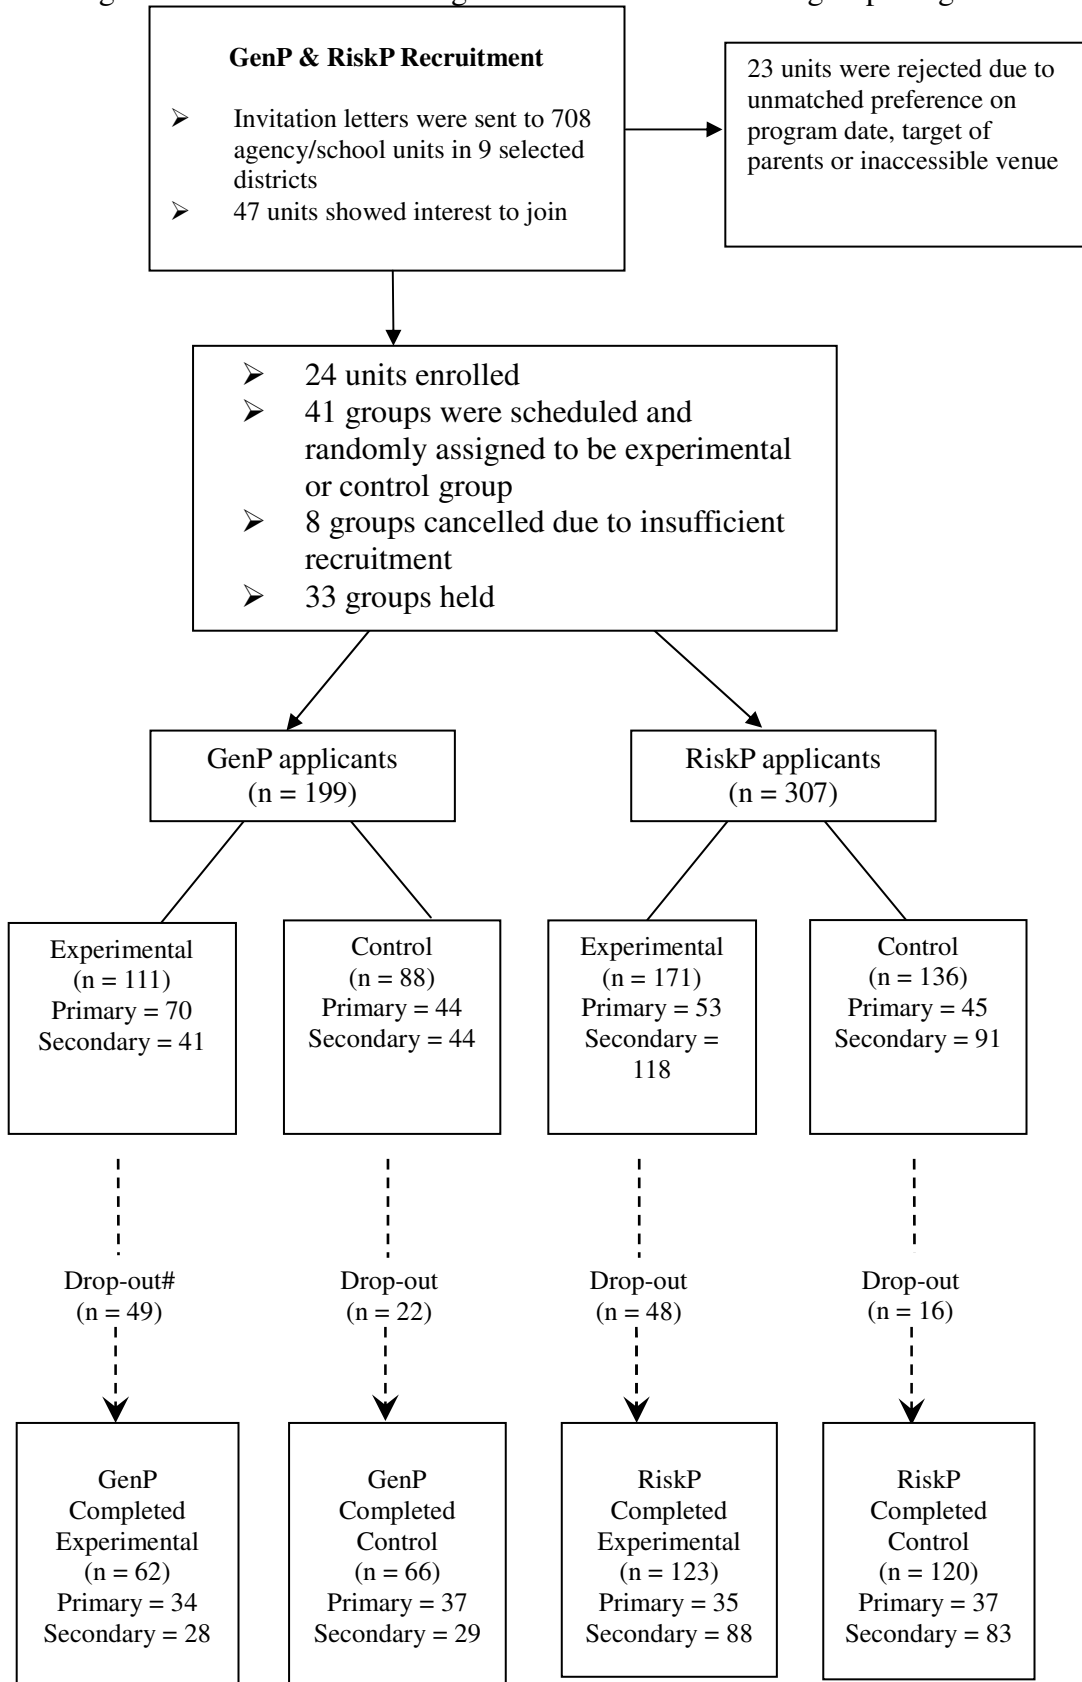 GenP & RiskP Recruitment
➢ Invitation letters were sent to 708
agency/school units in 9 selected
districts
➢ 47 units showed interest to join
23 units were rejected due to
unmatched preference on
program date, target of
parents or inaccessible venue
➢ 24 units enrolled
➢ 41 groups were scheduled and
randomly assigned to be experimental
or control group
➢ 8 groups cancelled due to insufficient
recruitment
➢ 33 groups held
GenP applicants
(n = 199)
RiskP applicants
(n = 307)
Experimental
(n = 111)
Primary = 70
Secondary = 41
Control
(n = 88)
Primary = 44
Secondary = 44
Experimental
(n = 171)
Primary = 53
Secondary =
118
Control
(n = 136)
Primary = 45
Secondary = 91
Drop-out#
(n = 49)
Drop-out
(n = 22)
Drop-out
(n = 48)
Drop-out
(n = 16)
GenP
Completed
Experimental
(n = 62)
Primary = 34
Secondary = 28
GenP
Completed
Control
(n = 66)
Primary = 37
Secondary = 29
RiskP
Completed
Experimental
(n = 123)
Primary = 35
Secondary = 88
RiskP
Completed
Control
(n = 120)
Primary = 37
Secondary = 83